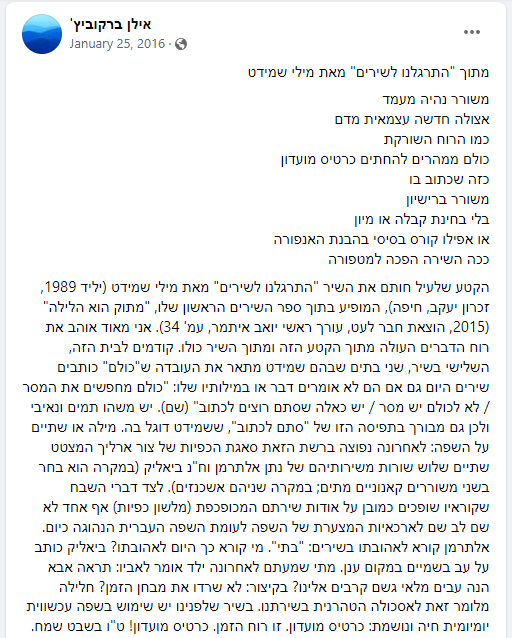 אילן ברקוביץ'
January 25, 2016 ·
מתוך "התרגלנו לשירים" מאת מילי שמידט
משורר נהיה מעמד
אצולה חדשה עצמאית מדם
כמו הרוח השורקת
כולם ממהרים להחתים כרטיס מועדון
כזה שכתוב בו
משורר ברישיון
בלי בחינת קבלה או מיון
או אפילו קורס בסיסי בהבנת האנפורה
ככה השירה הפכה למטפורה
הקטע שלעיל חותם את השיר "התרגלנו לשירים" מאת מילי שמידט (יליד 1989,
זכרון יעקב, חיפה), המופיע בתוך ספר השירים הראשון שלו, "מתוק הוא הלילה"
(2015, הוצאת חבר לעט, עורך ראשי יואב איתמר, עמ' 34). אני מאוד אוהב את
רוח הדברים העולה מתוך הקטע הזה ומתוך השיר כולו. קודמים לבית הזה,
השלישי בשיר, שני בתים שבהם שמידט מתאר את העובדה ש"כולם" כותבים
שירים היום גם אם הם לא אומרים דבר או במילותיו שלו: "כולם מחפשים את המסר
/ לא לכולם יש מסר / יש כאלה שסתם רוצים לכתוב" (שם). יש משהו תמים ונאיבי
ולכן גם מבורך בתפיסה הזו של "סתם לכתוב", ששמידט דוגל בה. מילה או שתיים
על השפה: לאחרונה נפוצה ברשת הזאת סאגת הכפיות של צור ארליך המצטט
שתיים שלוש שורות משירותיהם של נתן אלתרמן וח"נ ביאליק (במקרה הוא בחר
בשני משוררים קאנוניים מתים; במקרה שניהם אשכנזים). לצד דברי השבח
שקוראיו שופכים כמובן על אודות שירתם המכופכפת (מלשון כפיות) אף אחד לא
שם לב שם לארכאיות המצערת של השפה לעומת השפה העברית הנהוגה כיום.
אלתרמן קורא לאהובתו בשירים: "בתי". מי קורא כך היום לאהובתו? ביאליק כותב
על עב בשמיים במקום ענן. מתי שמעתם לאחרונה ילד אומר לאביו: תראה אבא
הנה עבים מלאי גשם קרבים אלינו? בקיצור: לא שרדו את מבחן הזמן? חלילה
מלומר זאת לאסכולה הטהרנית בשירתנו. בשיר שלפנינו יש שימוש בשפה עכשווית
יומיומית חיה ונושמת: כרטיס מועדון. זו רוח הזמן. כרטיס מועדון! ט"ו בשבט שמח.